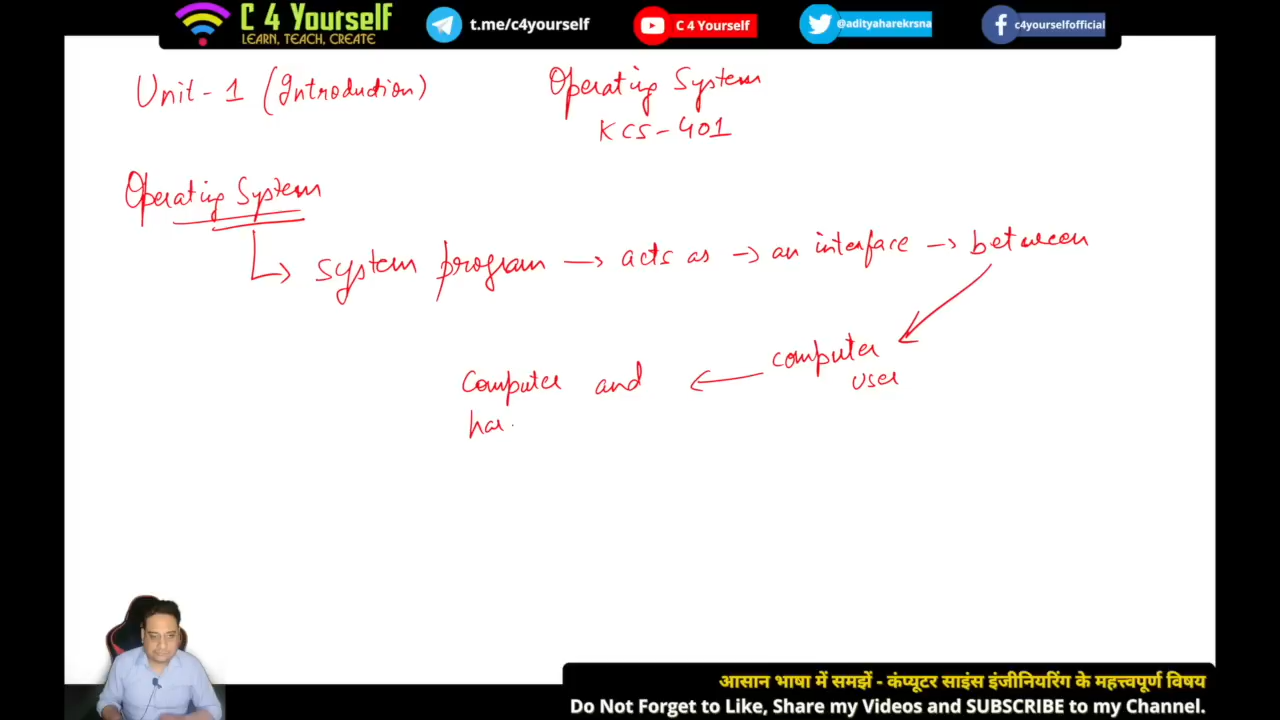 C 4 Yourself
LEARN, TEACH, CREATE
t.me/c4yourself
C 4 Yourself
@adityaharekrsna
c4yourselfofficial
Unit - 1 (Introduction)
Operating System
KCS - 401
Operating System
system program → acts as → an interface → between
computer
user
Computer and
har
आसान भाषा में समझें - कंप्यूटर साइंस इंजीनियरिंग के महत्त्वपूर्ण विषय
Do Not Forget to Like, Share my Videos and SUBSCRIBE to my Channel.